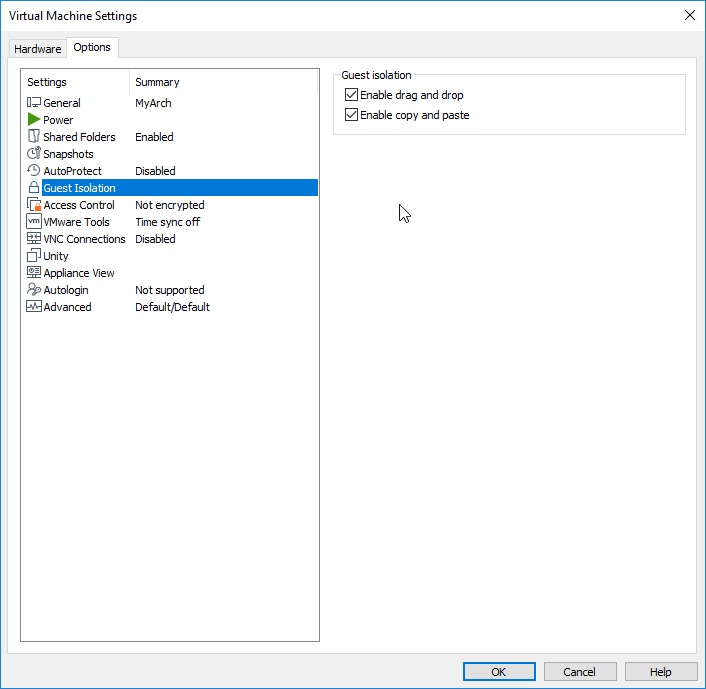 Virtual Machine Settings
Hardware Options
Settings Summary
General MyArch
Power
Shared Folders Enabled
Snapshots
AutoProtect Disabled
Guest Isolation
Access Control Not encrypted
vm VMware Tools Time sync off
VNC Connections Disabled
Unity
Appliance View
Autologin Not supported
Advanced Default/Default
Guest isolation
Enable drag and drop
Enable copy and paste
OK Cancel Help